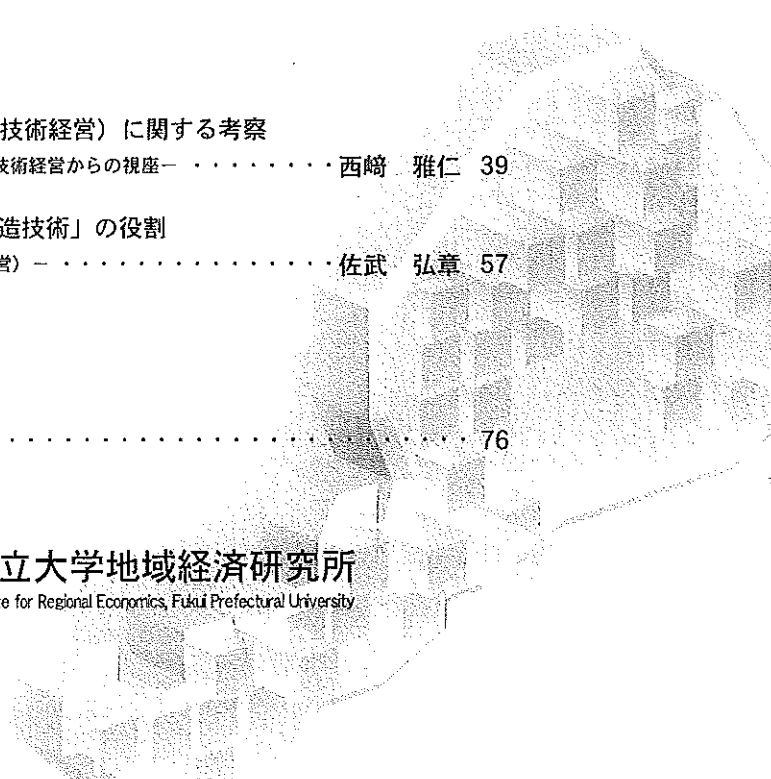 技術経営）に関する考察
技術経営からの視座－ ・・・・・・・・西﨑 雅仁 39
造技術」の役割
営）－・・・・・・・・・・・・・・・佐武 弘章 57
・・・・・・・・・・・・・・・・・・・・・・・・・・ 76
立大学地域経済研究所
e for Regional Economics, Fukui Prefectural University